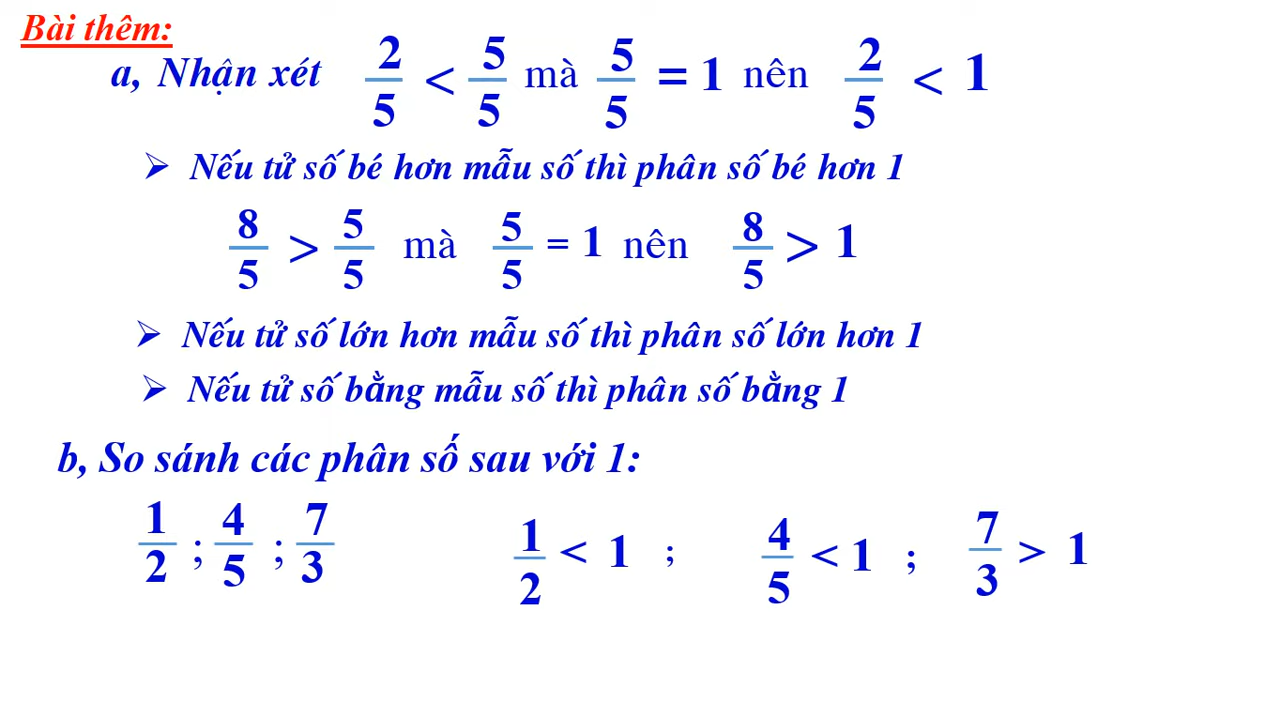 Bài thêm:
a, Nhận xét 2/5 < 5/5 mà 5/5 = 1 nên 2/5 < 1
➢ Nếu tử số bé hơn mẫu số thì phân số bé hơn 1
8/5 > 5/5 mà 5/5 = 1 nên 8/5 > 1
➢ Nếu tử số lớn hơn mẫu số thì phân số lớn hơn 1
➢ Nếu tử số bằng mẫu số thì phân số bằng 1
b, So sánh các phân số sau với 1:
1/2 ; 4/5 ; 7/3 1/2 < 1 ; 4/5 < 1 ; 7/3 > 1